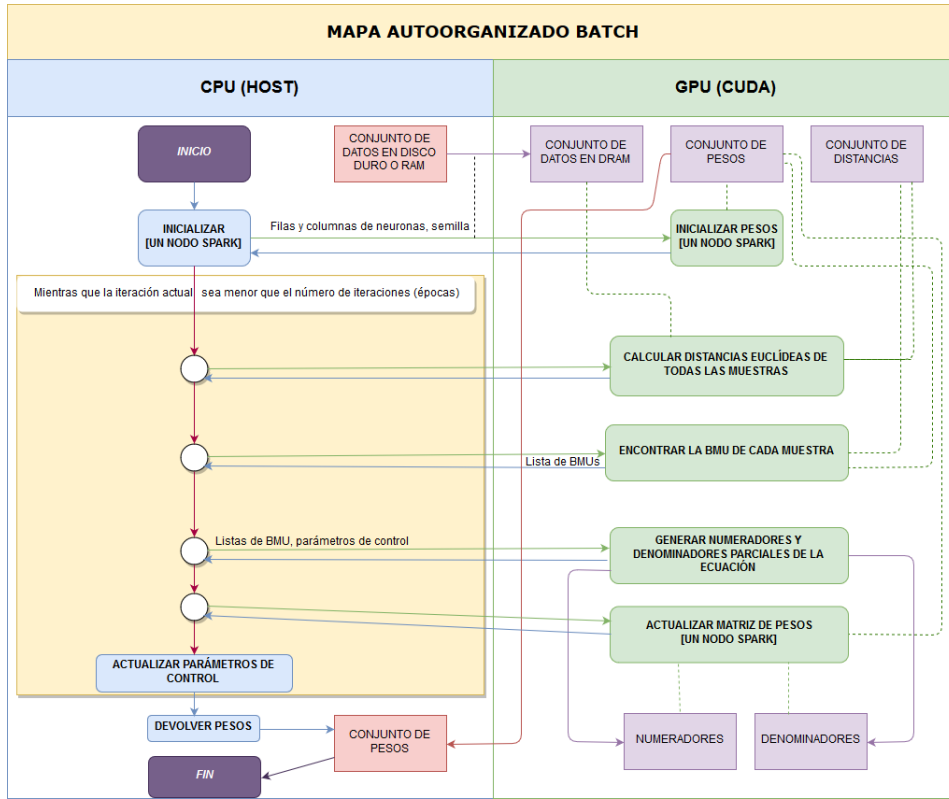 MAPA AUTOORGANIZADO BATCH
CPU (HOST)
GPU (CUDA)
INICIO
CONJUNTO DE
DATOS EN DISCO
DURO O RAM
CONJUNTO DE
DATOS EN DRAM
CONJUNTO DE
PESOS
CONJUNTO DE
DISTANCIAS
INICIALIZAR
[UN NODO SPARK]
Filas y columnas de neuronas, semilla
INICIALIZAR PESOS
[UN NODO SPARK]
Mientras que la iteración actual sea menor que el número de iteraciones (épocas)
CALCULAR DISTANCIAS EUCLÍDEAS DE
TODAS LAS MUESTRAS
ENCONTRAR LA BMU DE CADA MUESTRA
Lista de BMUs
Listas de BMU, parámetros de control
GENERAR NUMERADORES Y
DENOMINADORES PARCIALES DE LA
ECUACIÓN
ACTUALIZAR MATRIZ DE PESOS
[UN NODO SPARK]
ACTUALIZAR PARÁMETROS DE
CONTROL
DEVOLVER PESOS
CONJUNTO DE
PESOS
NUMERADORES
DENOMINADORES
FIN